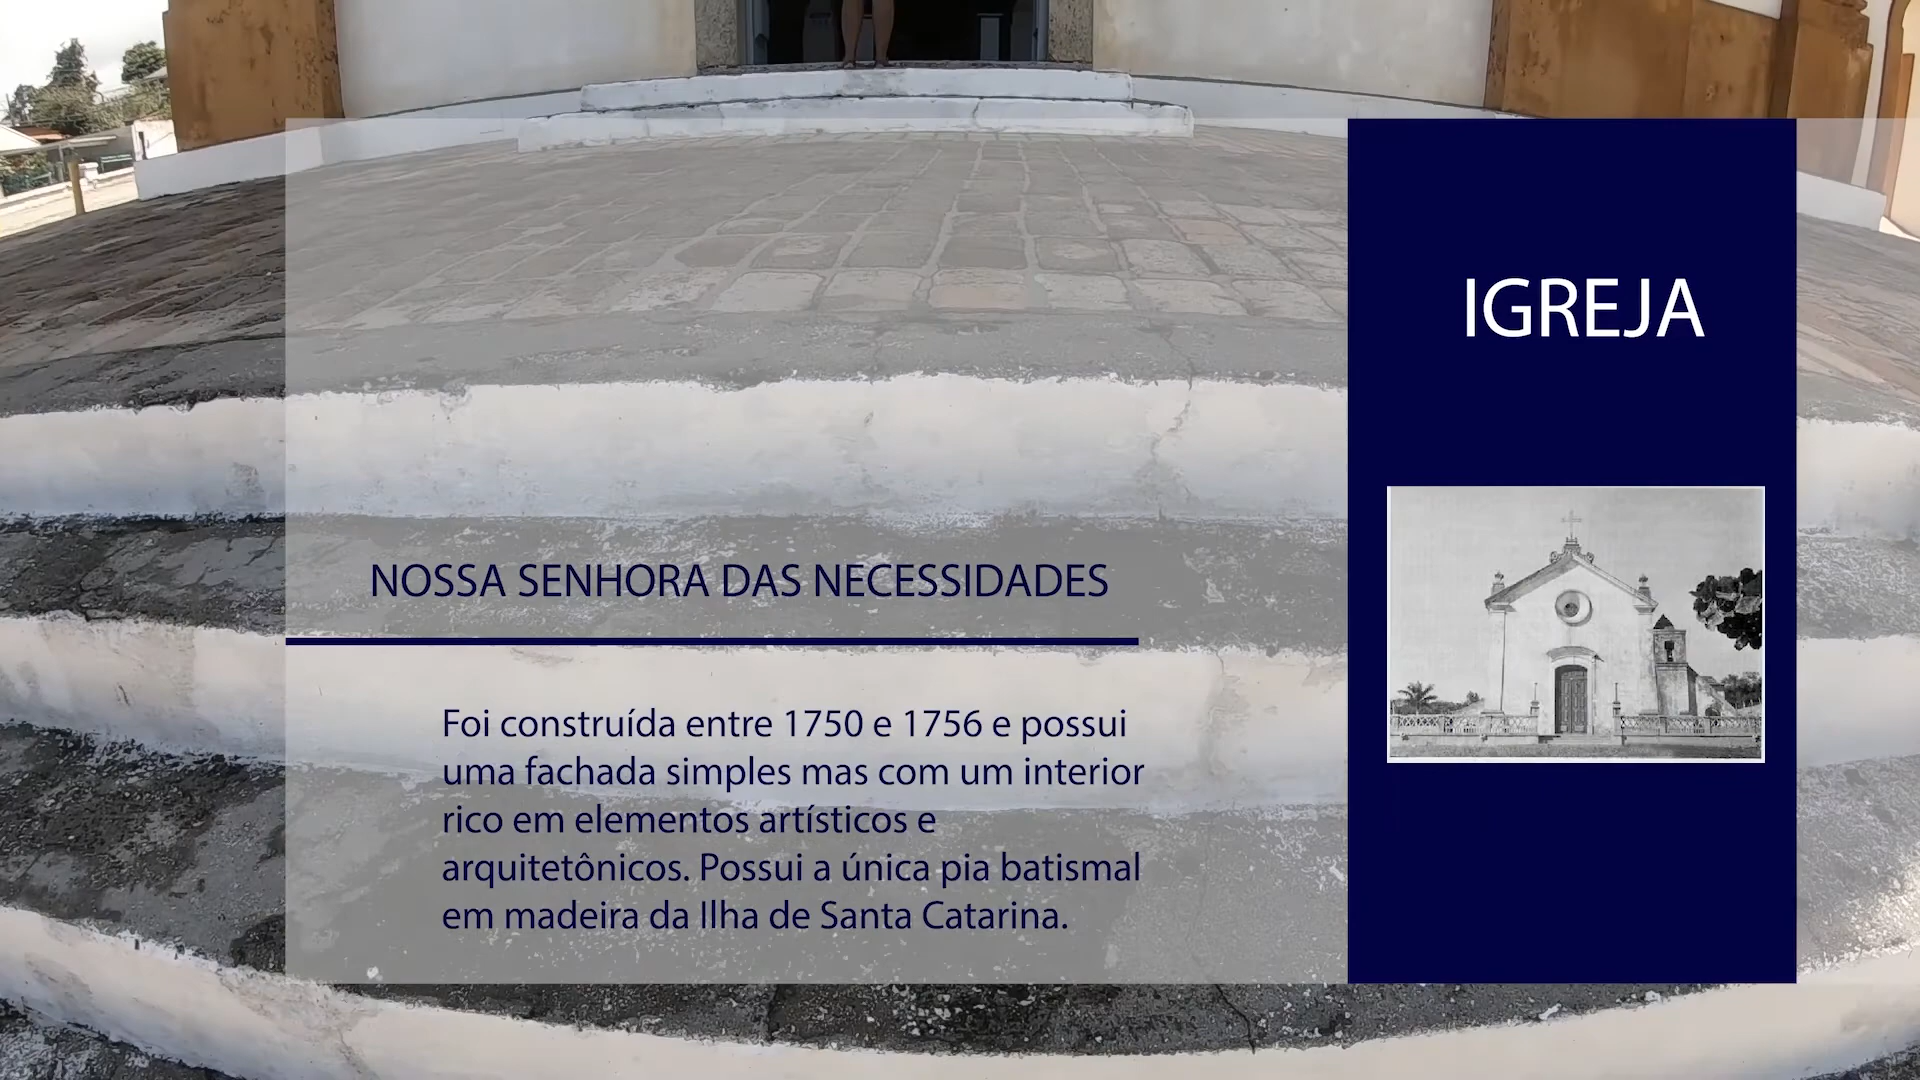 IGREJA
NOSSA SENHORA DAS NECESSIDADES
Foi construída entre 1750 e 1756 e possui
uma fachada simples mas com um interior
rico em elementos artísticos e
arquitetônicos. Possui a única pia batismal
em madeira da Ilha de Santa Catarina.